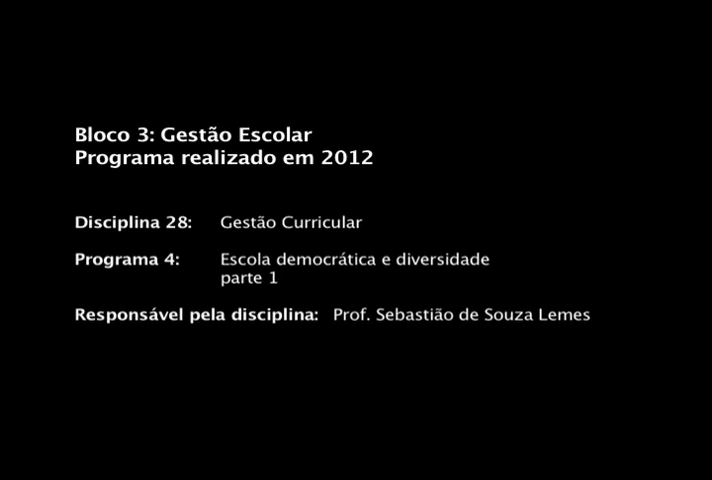 Bloco 3: Gestão Escolar
Programa realizado em 2012
Disciplina 28: Gestão Curricular
Programa 4: Escola democrática e diversidade
parte 1
Responsável pela disciplina: Prof. Sebastião de Souza Lemes